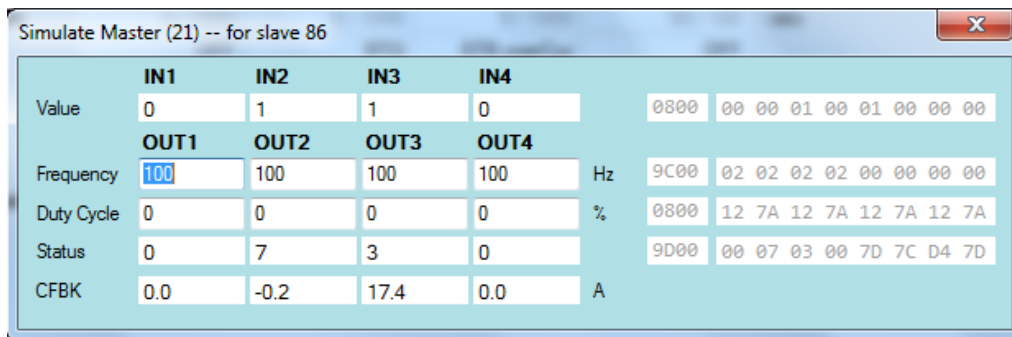 Simulate Master (21) -- for slave 86
IN1 IN2 IN3 IN4
Value 0 1 1 0 0800 00 00 01 00 01 00 00 00
OUT1 OUT2 OUT3 OUT4
Frequency 100 100 100 100 Hz 9C00 02 02 02 02 00 00 00 00
Duty Cycle 0 0 0 0 % 0800 12 7A 12 7A 12 7A 12 7A
Status 0 7 3 0 9D00 00 07 03 00 7D 7C D4 7D
CFBK 0.0 -0.2 17.4 0.0 A